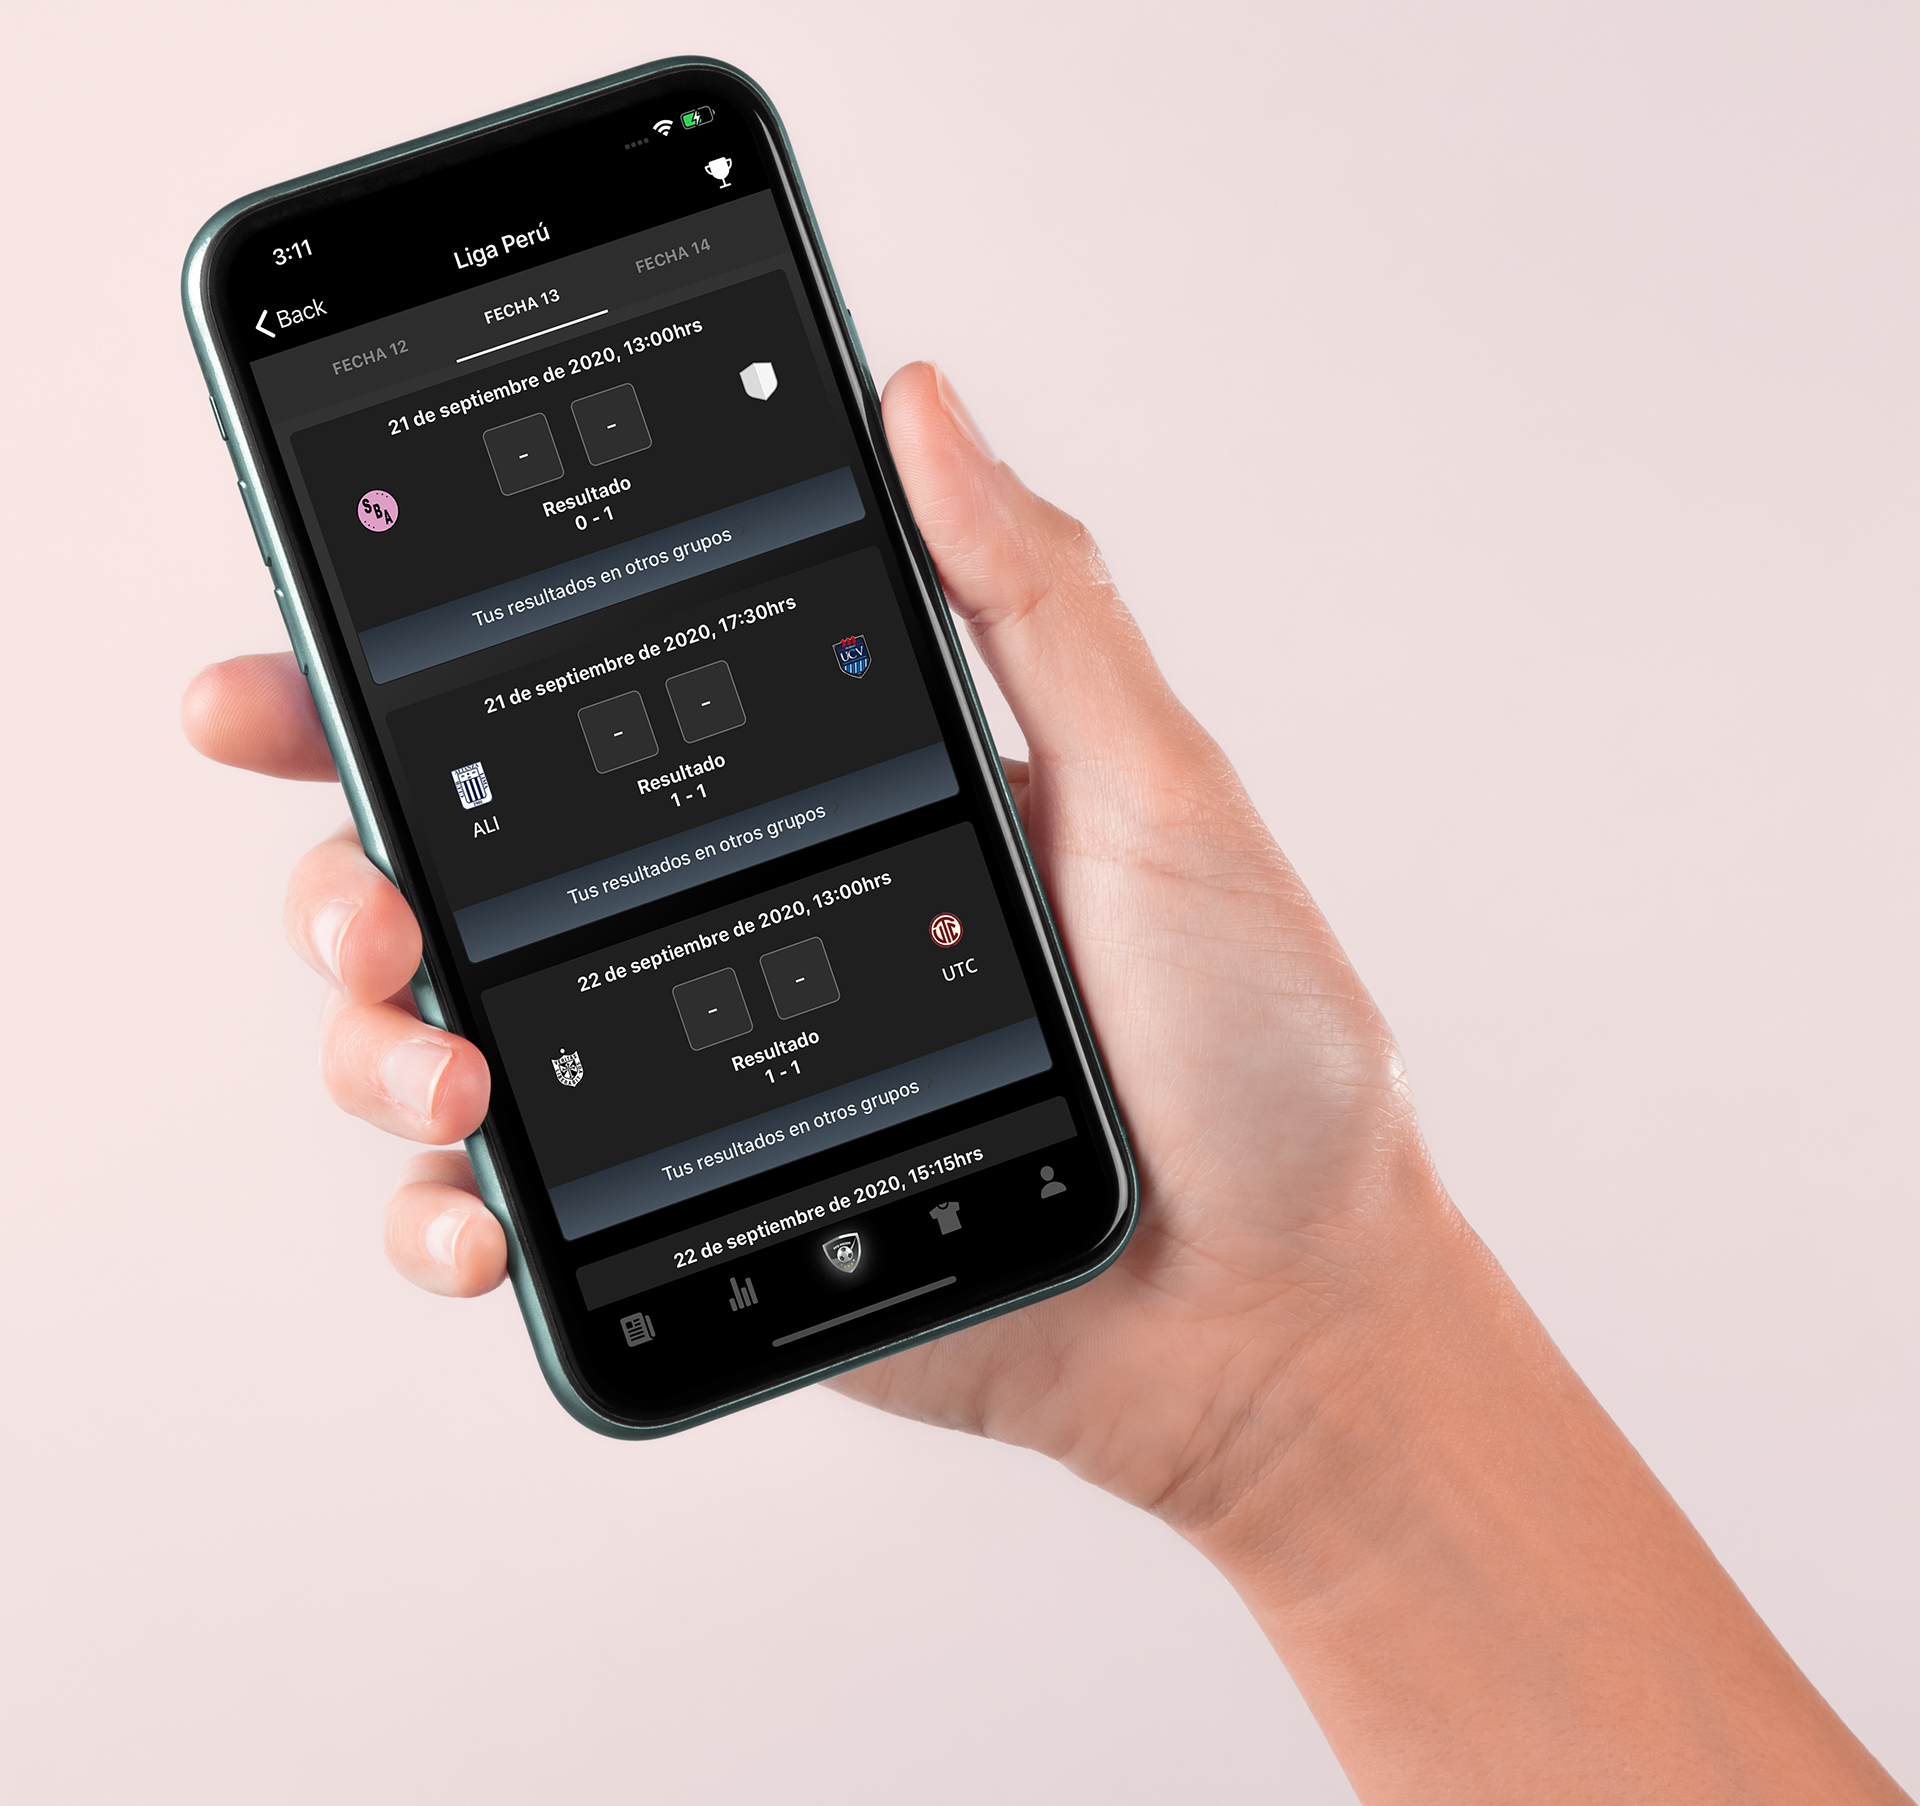 3:11
Back
Liga Perú
FECHA 12
FECHA 13
FECHA 14
21 de septiembre de 2020, 13:00hrs
SBA
-
-
Resultado
0 - 1
Tus resultados en otros grupos
21 de septiembre de 2020, 17:30hrs
UCV
-
-
ALI
Resultado
1 - 1
Tus resultados en otros grupos
22 de septiembre de 2020, 13:00hrs
UTC
-
-
UTC
Resultado
1 - 1
Tus resultados en otros grupos
22 de septiembre de 2020, 15:15hrs